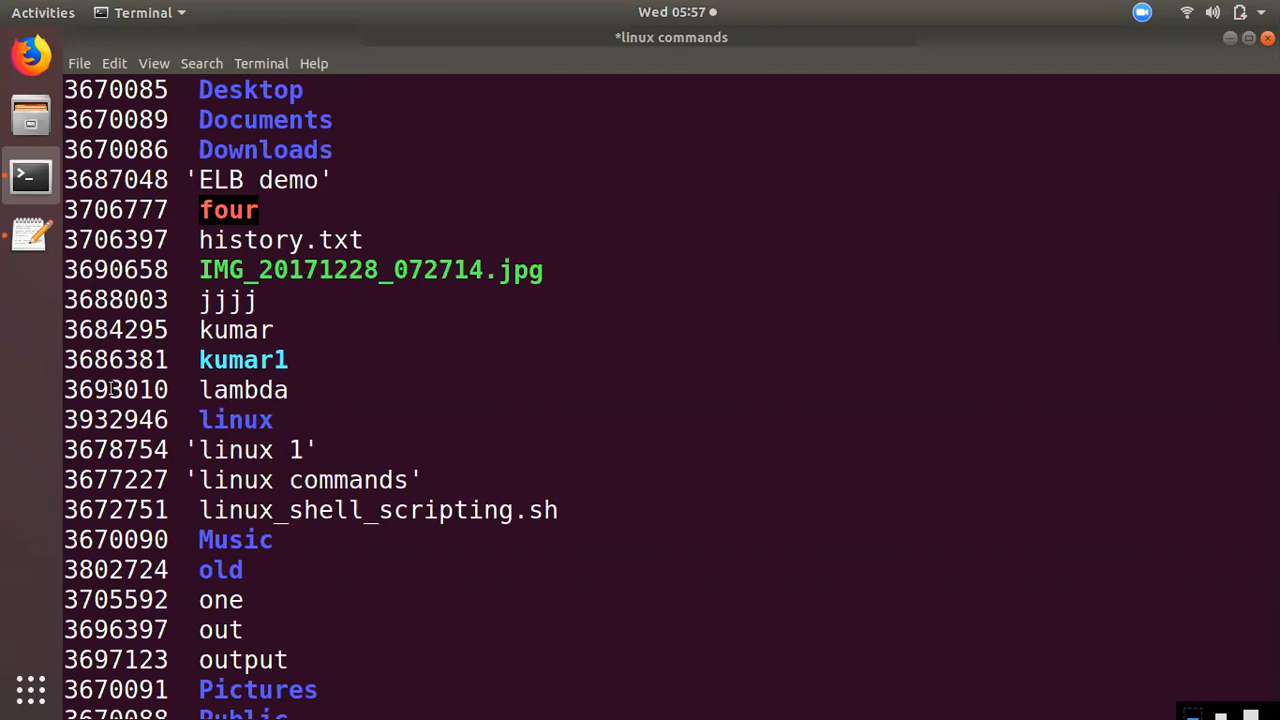 Activities Terminal Wed 05:57
*linux commands
File Edit View Search Terminal Help
3670085 Desktop
3670089 Documents
3670086 Downloads
3687048 'ELB demo'
3706777 four
3706397 history.txt
3690658 IMG_20171228_072714.jpg
3688003 jjjj
3684295 kumar
3686381 kumar1
3693010 lambda
3932946 linux
3678754 'linux 1'
3677227 'linux commands'
3672751 linux_shell_scripting.sh
3670090 Music
3802724 old
3705592 one
3696397 out
3697123 output
3670091 Pictures
3670088 Public